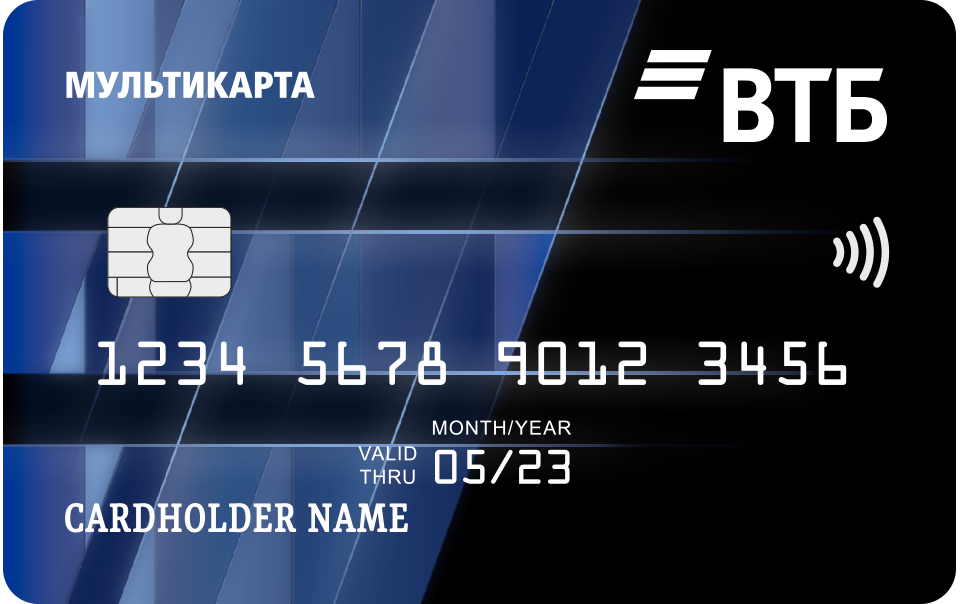 МУЛЬТИКАРТА
ВТБ
1234 5678 9012 3456
MONTH/YEAR
VALID
THRU 05/23
CARDHOLDER NAME